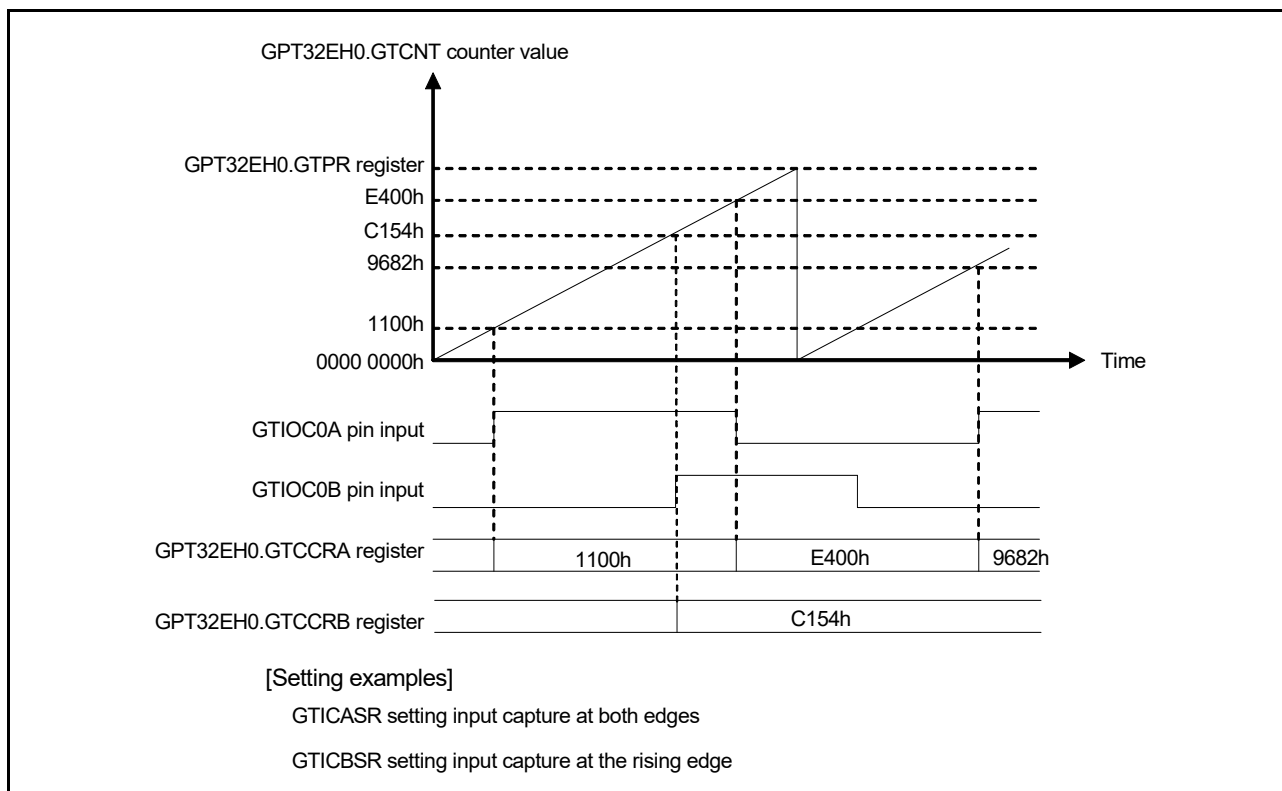 GPT32EH0.GTCNT counter value
GPT32EH0.GTPR register
E400h
C154h
9682h
1100h
0000 0000h
Time
GTIOC0A pin input
GTIOC0B pin input
GPT32EH0.GTCCRA register
1100h
E400h
9682h
GPT32EH0.GTCCRB register
C154h
[Setting examples]
GTICASR setting input capture at both edges
GTICBSR setting input capture at the rising edge